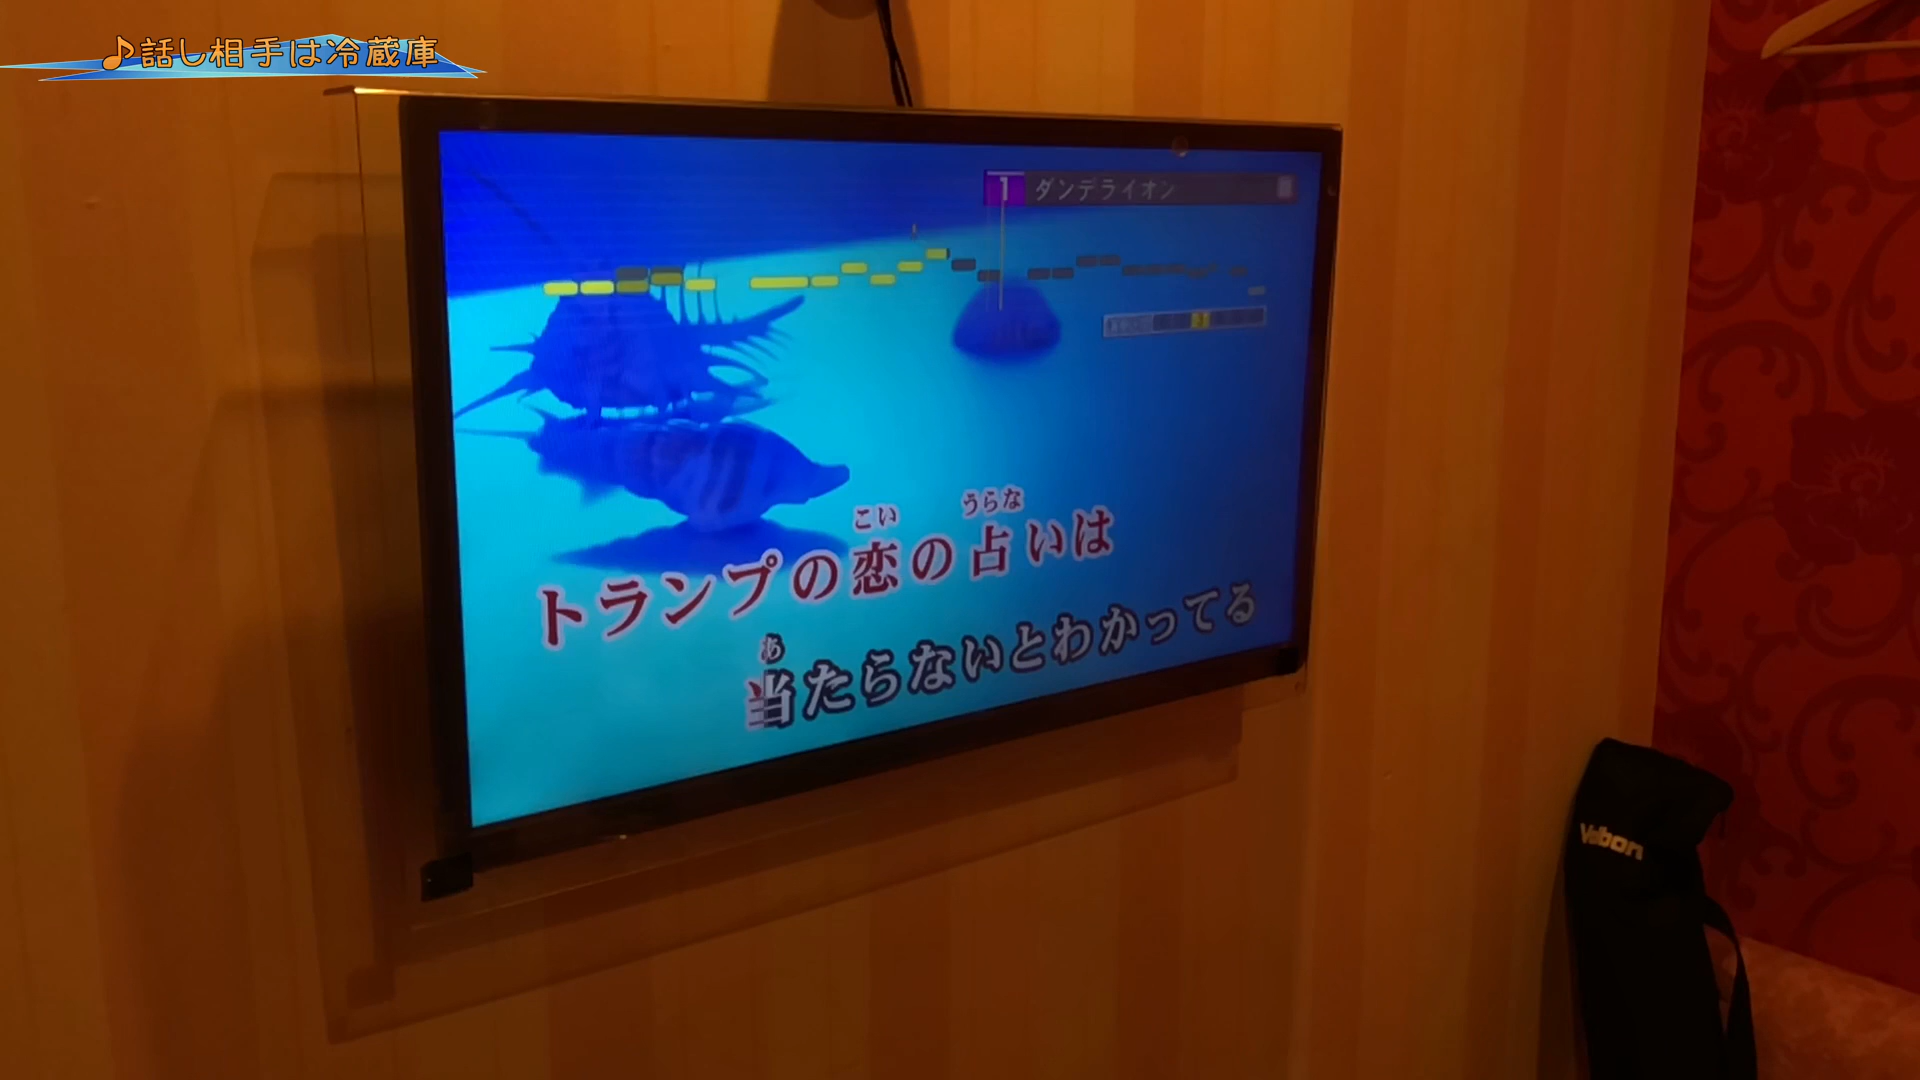 ♪話し相手は冷蔵庫
1 ダンデライオン
こい うらな
トランプの恋の占いは
あ
当たらないとわかってる
Velbon